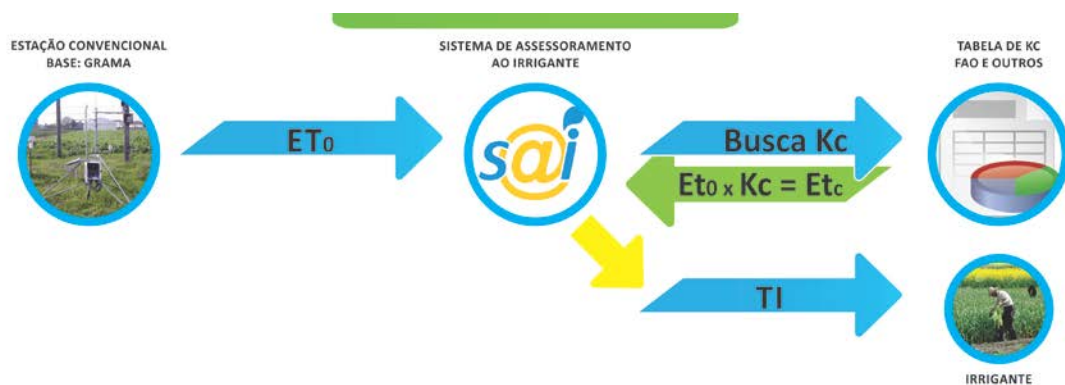 ESTAÇÃO CONVENCIONAL
BASE: GRAMA
SISTEMA DE ASSESSORAMENTO
AO IRRIGANTE
TABELA DE KC
FAO E OUTROS
ET0
s@i
Busca Kc
Et0 x Kc = Etc
TI
IRRIGANTE